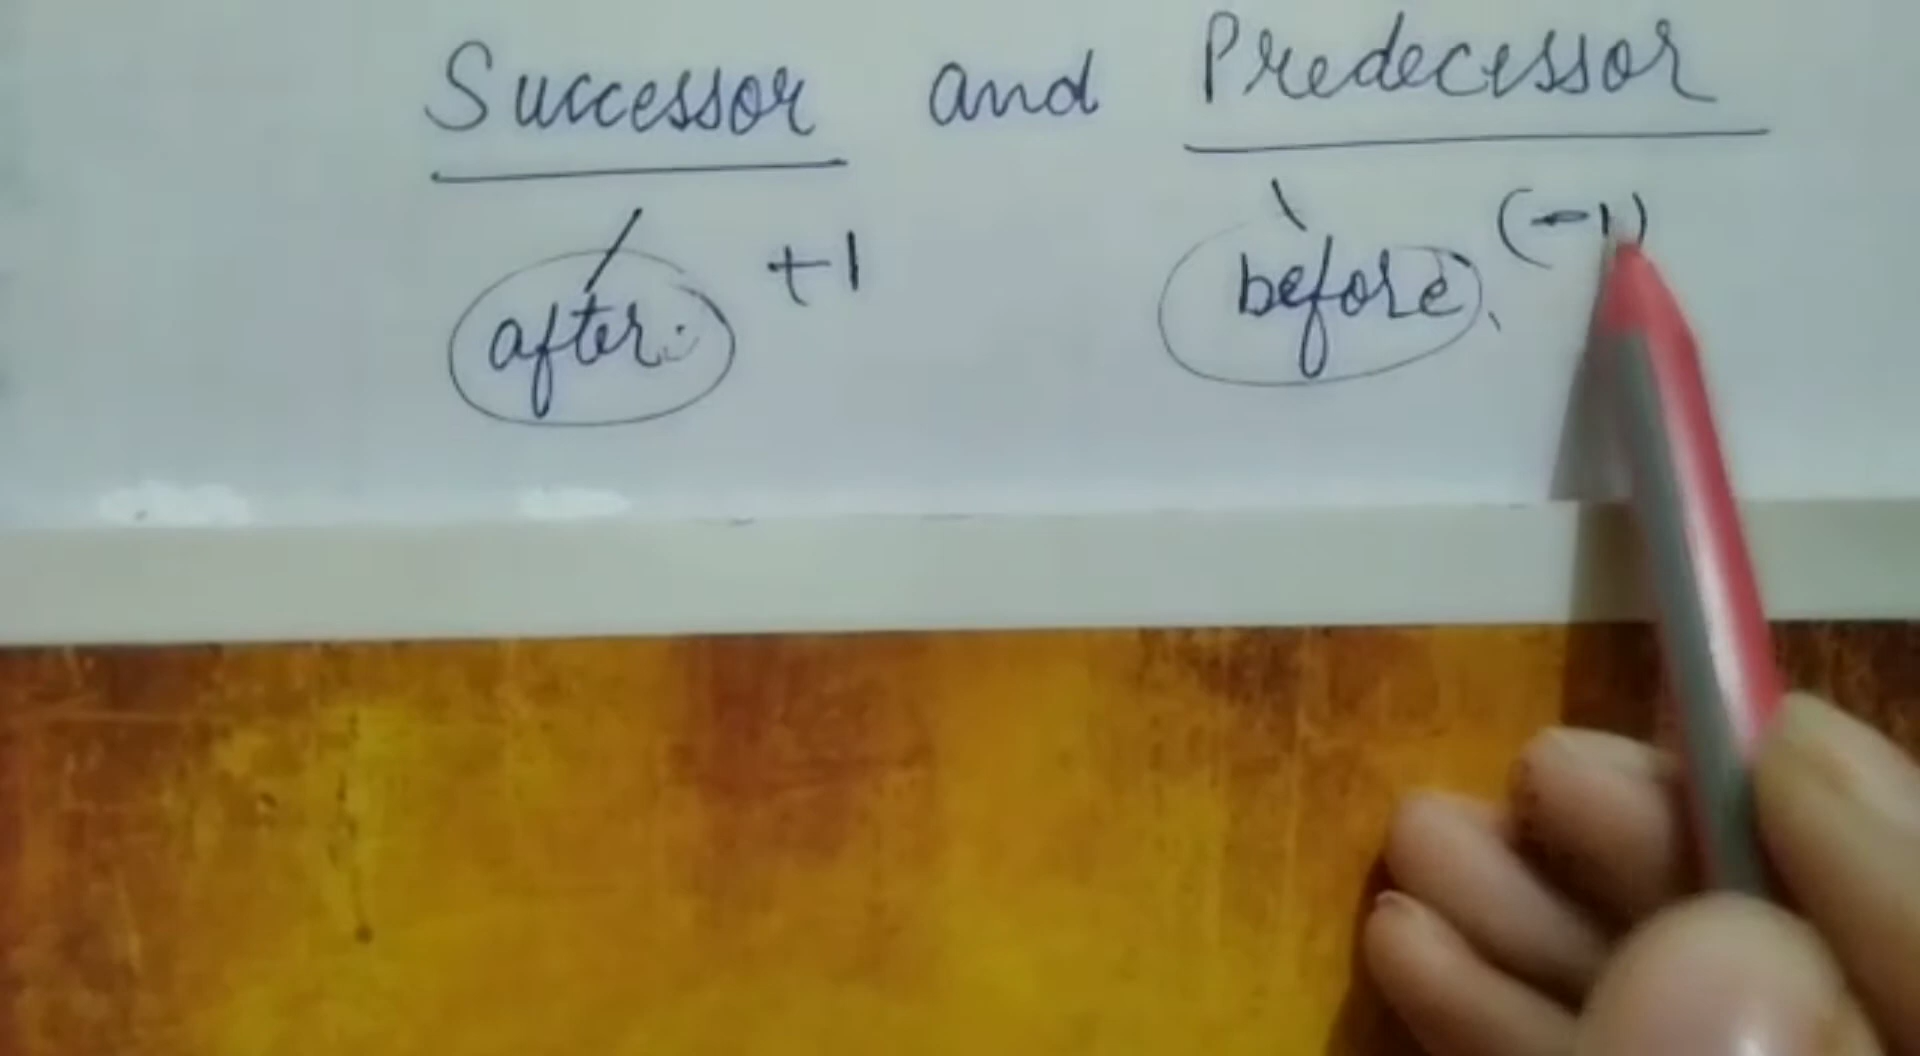 Successor and Predecessor
after. +1 before. (-1)